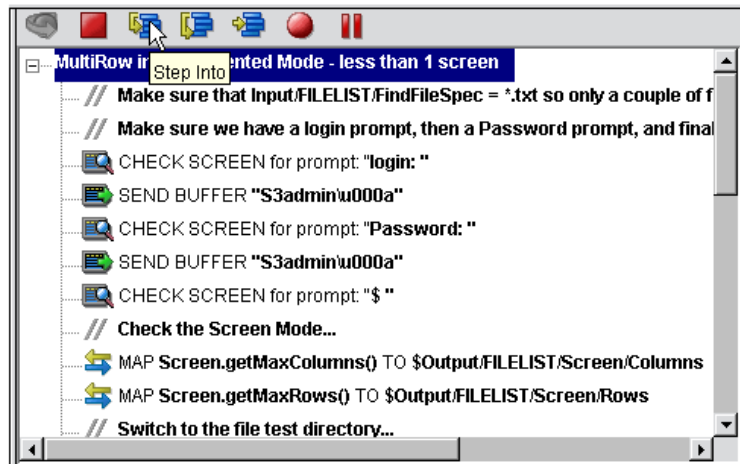 MultiRow in ented Mode - less than 1 screen
Step Into
// Make sure that Input/FILELIST/FindFileSpec = *.txt so only a couple of f
// Make sure we have a login prompt, then a Password prompt, and final
CHECK SCREEN for prompt: "login: "
SEND BUFFER "S3admin\u000a"
CHECK SCREEN for prompt: "Password: "
SEND BUFFER "S3admin\u000a"
CHECK SCREEN for prompt: "$ "
// Check the Screen Mode...
MAP Screen.getMaxColumns() TO $Output/FILELIST/Screen/Columns
MAP Screen.getMaxRows() TO $Output/FILELIST/Screen/Rows
// Switch to the file test directory...